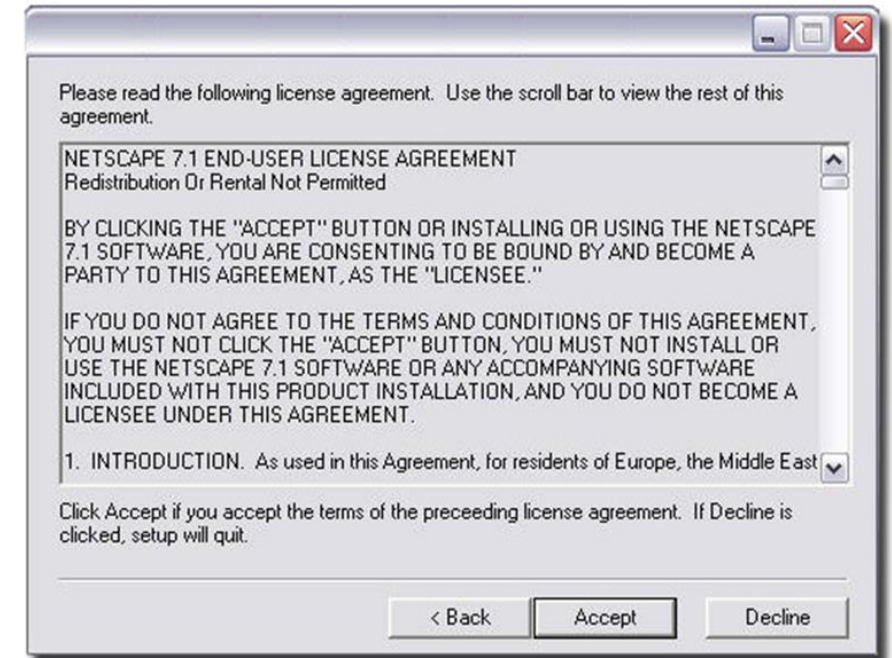 Please read the following license agreement.  Use the scroll bar to view the rest of this
agreement.
NETSCAPE 7.1 END-USER LICENSE AGREEMENT
Redistribution Or Rental Not Permitted
BY CLICKING THE "ACCEPT" BUTTON OR INSTALLING OR USING THE NETSCAPE
7.1 SOFTWARE, YOU ARE CONSENTING TO BE BOUND BY AND BECOME A
PARTY TO THIS AGREEMENT, AS THE "LICENSEE."
IF YOU DO NOT AGREE TO THE TERMS AND CONDITIONS OF THIS AGREEMENT,
YOU MUST NOT CLICK THE "ACCEPT" BUTTON, YOU MUST NOT INSTALL OR
USE THE NETSCAPE 7.1 SOFTWARE OR ANY ACCOMPANYING SOFTWARE
INCLUDED WITH THIS PRODUCT INSTALLATION, AND YOU DO NOT BECOME A
LICENSEE UNDER THIS AGREEMENT.
1.  INTRODUCTION.  As used in this Agreement, for residents of Europe, the Middle East
Click Accept if you accept the terms of the preceeding license agreement.  If Decline is
clicked, setup will quit.
< Back Accept Decline